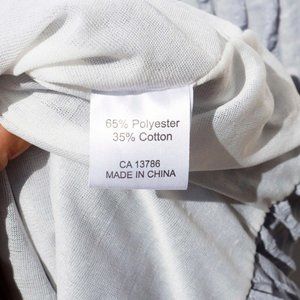 65% Polyester
35% Cotton
CA 13786
MADE IN CHINA